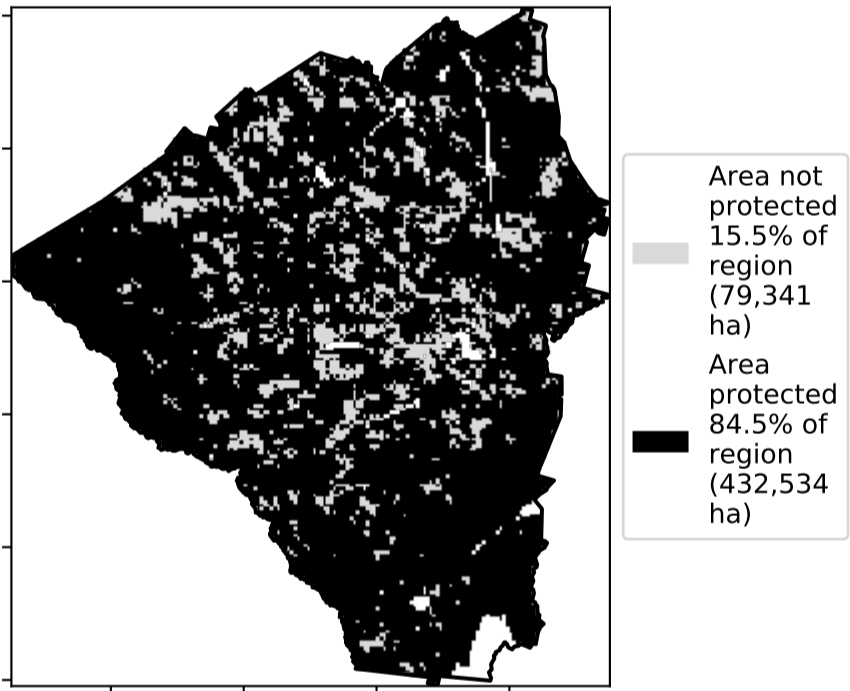 Area not
protected
15.5% of
region
(79,341
ha)
Area
protected
84.5% of
region
(432,534
ha)